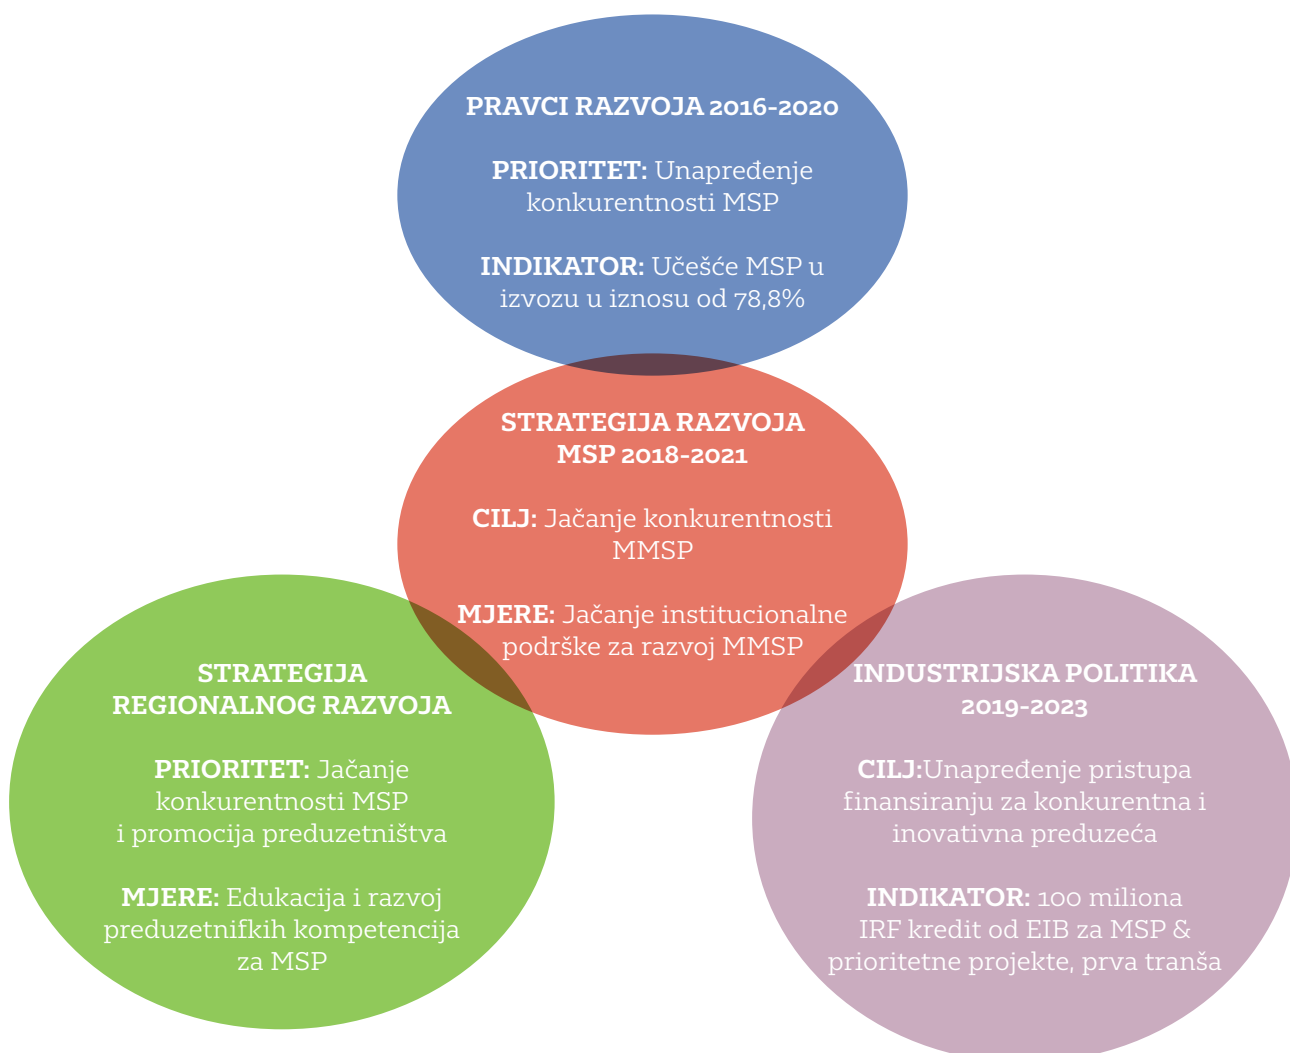 PRAVCI RAZVOJA 2016-2020
PRIORITET: Unapređenje
konkurentnosti MSP
INDIKATOR: Učešće MSP u
izvozu u iznosu od 78,8%
STRATEGIJA RAZVOJA
MSP 2018-2021
CILJ: Jačanje konkurentnosti
MMSP
MJERE: Jačanje institucionalne
podrške za razvoj MMSP
STRATEGIJA
REGIONALNOG RAZVOJA
PRIORITET: Jačanje
konkurentnosti MSP
i promocija preduzetništva
MJERE: Edukacija i razvoj
preduzetnifkih kompetencija
za MSP
INDUSTRIJSKA POLITIKA
2019-2023
CILJ:Unapređenje pristupa
finansiranju za konkurentna i
inovativna preduzeća
INDIKATOR: 100 miliona
IRF kredit od EIB za MSP &
prioritetne projekte, prva tranša